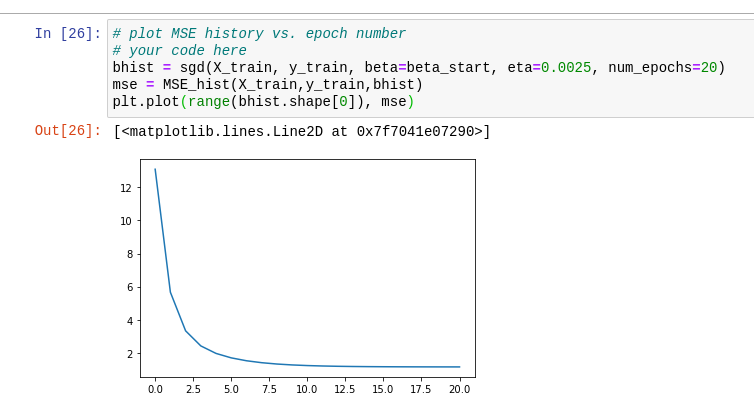 In [26]: # plot MSE history vs. epoch number
# your code here
bhist = sgd(X_train, y_train, beta=beta_start, eta=0.0025, num_epochs=20)
mse = MSE_hist(X_train,y_train,bhist)
plt.plot(range(bhist.shape[0]), mse)
Out[26]: [<matplotlib.lines.Line2D at 0x7f7041e07290>]
12
10
8
6
4
2
0.0 2.5 5.0 7.5 10.0 12.5 15.0 17.5 20.0